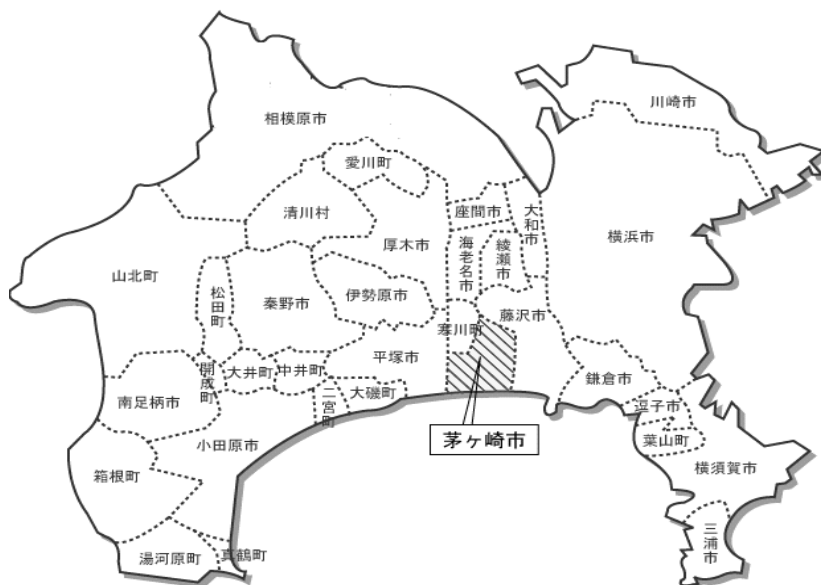 川崎市
相模原市
愛川町
清川村
座間市
大和市
横浜市
厚木市
海老名市
綾瀬市
山北町
松田町
秦野市
伊勢原市
寒川町
藤沢市
平塚市
開成町
大井町
中井町
鎌倉市
南足柄市
二宮町
大磯町
逗子市
小田原市
茅ヶ崎市
葉山町
箱根町
横須賀市
三浦市
湯河原町
真鶴町